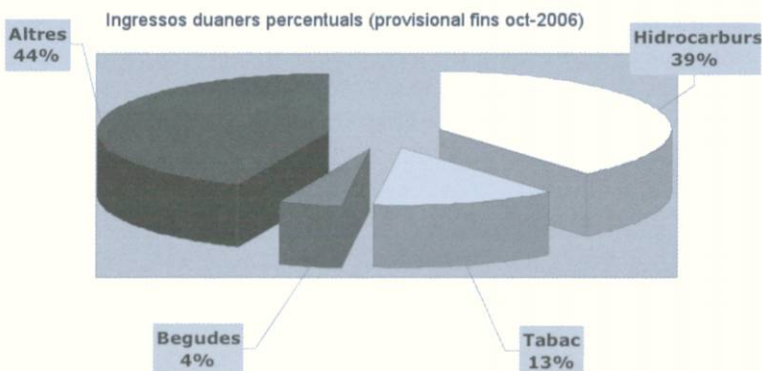 Ingressos duaners percentuals (provisional fins oct-2006)
Altres
44%
Hidrocarburs
39%
Begudes
4%
Tabac
13%